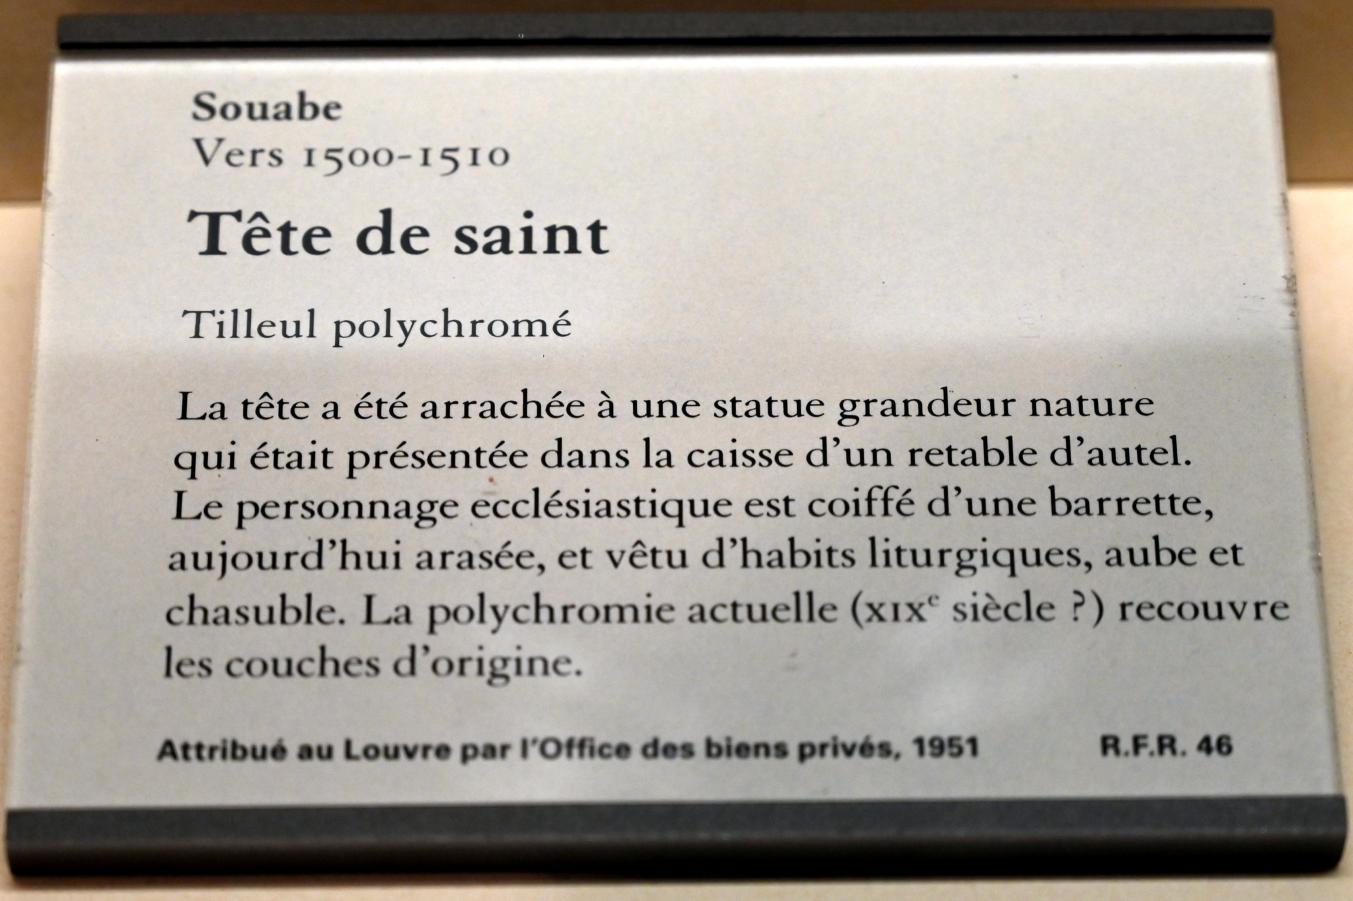 Souabe
Vers 1500-1510
Tête de saint
Tilleul polychromé
La tête a été arrachée à une statue grandeur nature
qui était présentée dans la caisse d'un retable d'autel.
Le personnage ecclésiastique est coiffé d'une barrette,
aujourd'hui arasée, et vêtu d'habits liturgiques, aube et
chasuble. La polychromie actuelle (XIXe siècle ?) recouvre
les couches d'origine.
Attribué au Louvre par l'Office des biens privés, 1951 R.F.R. 46